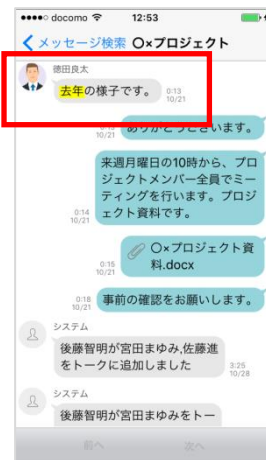 docomo 12:53
メッセージ検索 O×プロジェクト
徳田良太
去年の様子です。 0:13
10/21
ありがとうございます。
10/21
来週月曜日の10時から、プロ
ジェクトメンバー全員でミー
ティングを行います。プロジ
ェクト資料です。
0:14
10/21
O×プロジェクト資
料.docx
0:15
10/21
事前の確認をお願いします。
0:18
10/21
システム
後藤智明が宮田まゆみ,佐藤進
をトークに追加しました 3:25
10/28
システム
後藤智明が宮田まゆみをトー
前へ 次へ